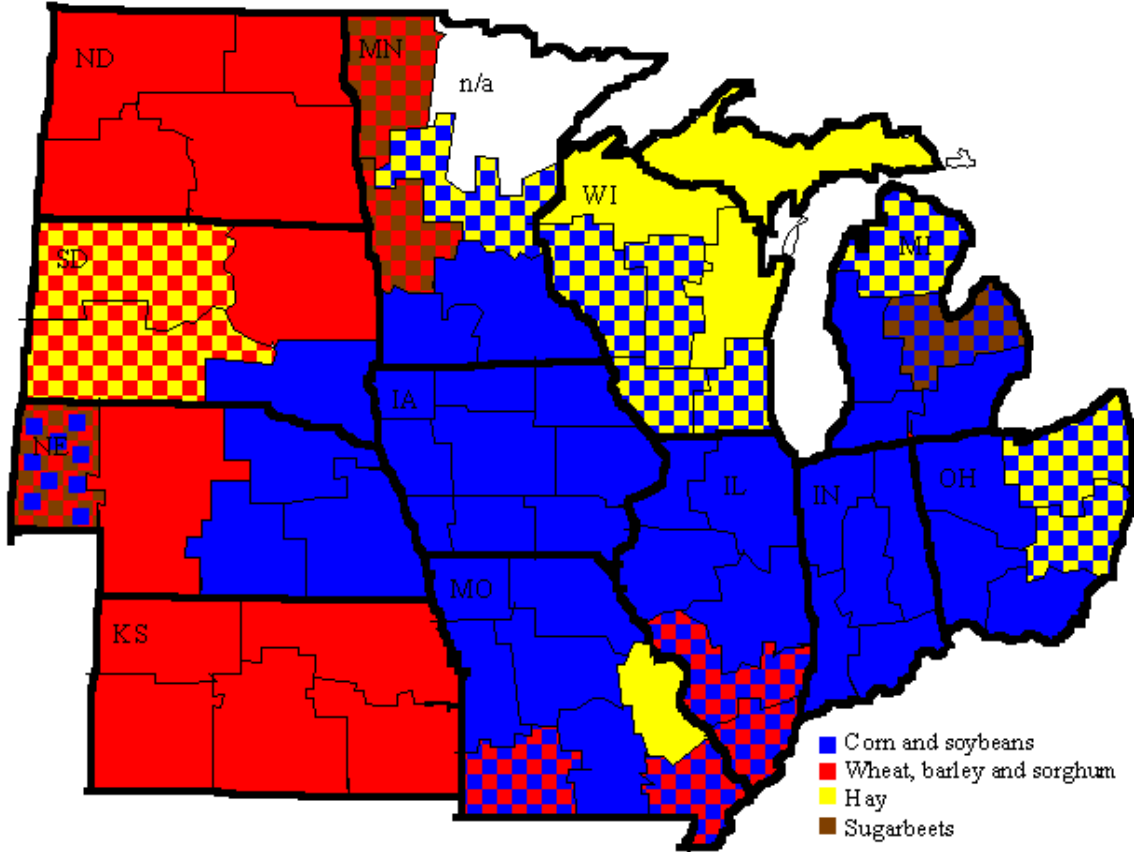 ND
MN
n/a
WI
MI
SD
IA
NE
IL
IN
OH
MO
KS
Corn and soybeans
Wheat, barley and sorghum
Hay
Sugarbeets